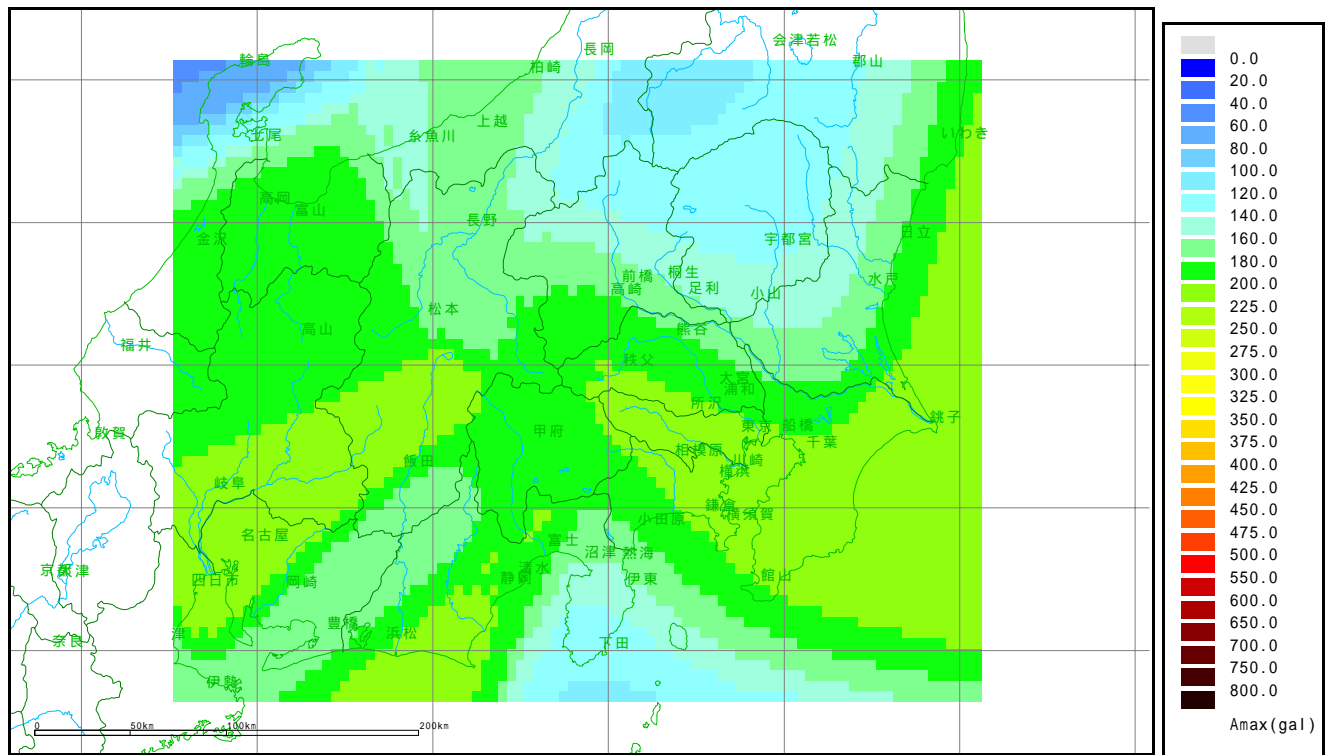 長岡
会津若松
輪島
柏崎
郡山
七尾
糸魚川
上越
いわき
高岡
富山
長野
金沢
宇都宮
日立
前橋
桐生
水戸
高崎
足利
小山
松本
高山
熊谷
福井
秩父
大宮
浦和
所沢
銚子
敦賀
甲府
東京
船橋
千葉
相模原
飯田
川崎
横浜
岐阜
鎌倉
横須賀
小田原
名古屋
富士
沼津
熱海
京都
大津
四日市
岡崎
清水
静岡
伊東
館山
豊橋
浜松
津
奈良
下田
伊勢
0 50km 100km 200km
0.0
20.0
40.0
60.0
80.0
100.0
120.0
140.0
160.0
180.0
200.0
225.0
250.0
275.0
300.0
325.0
350.0
375.0
400.0
425.0
450.0
475.0
500.0
550.0
600.0
650.0
700.0
750.0
800.0
Amax(gal)